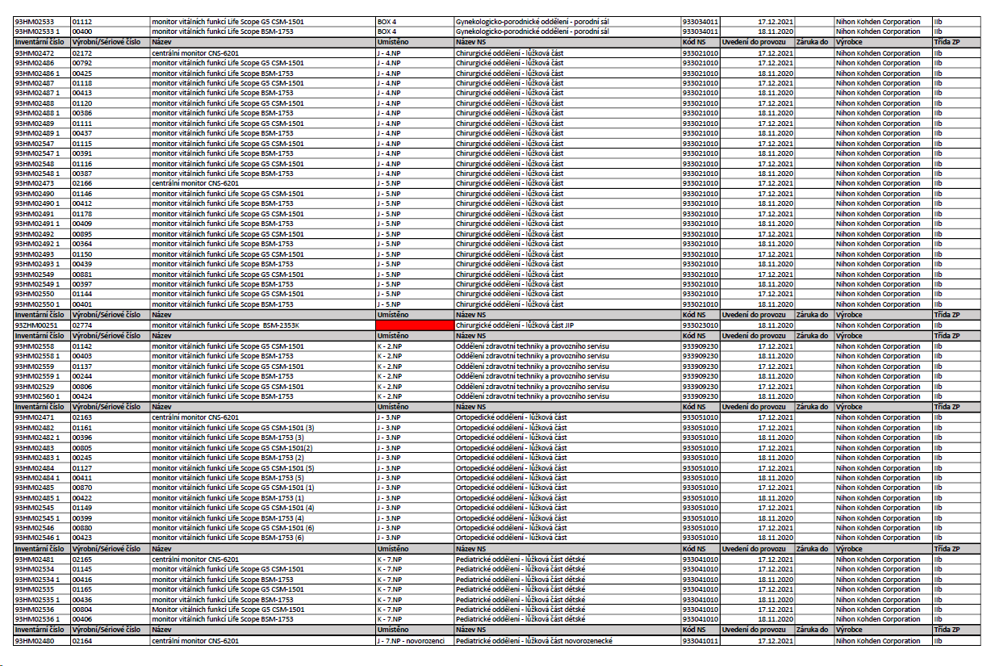 93HM02533 01112 monitor vitálních funkcí Life Scope G5 CSM-1501 BOX 4 Gynekologicko-porodnické oddělení - porodní sál 933034011 17.12.2021 Nihon Kohden Corporation IIb
93HM02533 1 00400 monitor vitálních funkcí Life Scope BSM-1753 BOX 4 Gynekologicko-porodnické oddělení - porodní sál 933034011 18.11.2020 Nihon Kohden Corporation IIb
Inventární číslo Výrobní/Sériové číslo Název Umístěno Název NS Kód NS Uvedení do provozu Záruka do Výrobce Třída ZP
93HM02472 02172 centrální monitor CNS-6201 J - 4.NP Chirurgické oddělení - lůžková část 933021010 17.12.2021 Nihon Kohden Corporation IIb
93HM02486 00792 monitor vitálních funkcí Life Scope G5 CSM-1501 J - 4.NP Chirurgické oddělení - lůžková část 933021010 17.12.2021 Nihon Kohden Corporation IIb
93HM02486 1 00425 monitor vitálních funkcí Life Scope BSM-1753 J - 4.NP Chirurgické oddělení - lůžková část 933021010 18.11.2020 Nihon Kohden Corporation IIb
93HM02487 01118 monitor vitálních funkcí Life Scope G5 CSM-1501 J - 4.NP Chirurgické oddělení - lůžková část 933021010 17.12.2021 Nihon Kohden Corporation IIb
93HM02487 1 00413 monitor vitálních funkcí Life Scope BSM-1753 J - 4.NP Chirurgické oddělení - lůžková část 933021010 18.11.2020 Nihon Kohden Corporation IIb
93HM02488 01120 monitor vitálních funkcí Life Scope G5 CSM-1501 J - 4.NP Chirurgické oddělení - lůžková část 933021010 17.12.2021 Nihon Kohden Corporation IIb
93HM02488 1 00386 monitor vitálních funkcí Life Scope BSM-1753 J - 4.NP Chirurgické oddělení - lůžková část 933021010 18.11.2020 Nihon Kohden Corporation IIb
93HM02489 01111 monitor vitálních funkcí Life Scope G5 CSM-1501 J - 4.NP Chirurgické oddělení - lůžková část 933021010 17.12.2021 Nihon Kohden Corporation IIb
93HM02489 1 00437 monitor vitálních funkcí Life Scope BSM-1753 J - 4.NP Chirurgické oddělení - lůžková část 933021010 18.11.2020 Nihon Kohden Corporation IIb
93HM02547 01115 monitor vitálních funkcí Life Scope G5 CSM-1501 J - 4.NP Chirurgické oddělení - lůžková část 933021010 17.12.2021 Nihon Kohden Corporation IIb
93HM02547 1 00391 monitor vitálních funkcí Life Scope BSM-1753 J - 4.NP Chirurgické oddělení - lůžková část 933021010 18.11.2020 Nihon Kohden Corporation IIb
93HM02548 01116 monitor vitálních funkcí Life Scope G5 CSM-1501 J - 4.NP Chirurgické oddělení - lůžková část 933021010 17.12.2021 Nihon Kohden Corporation IIb
93HM02548 1 00387 monitor vitálních funkcí Life Scope BSM-1753 J - 4.NP Chirurgické oddělení - lůžková část 933021010 18.11.2020 Nihon Kohden Corporation IIb
93HM02473 02166 centrální monitor CNS-6201 J - 5.NP Chirurgické oddělení - lůžková část 933021010 17.12.2021 Nihon Kohden Corporation IIb
93HM02490 01146 monitor vitálních funkcí Life Scope G5 CSM-1501 J - 5.NP Chirurgické oddělení - lůžková část 933021010 17.12.2021 Nihon Kohden Corporation IIb
93HM02490 1 00412 monitor vitálních funkcí Life Scope BSM-1753 J - 5.NP Chirurgické oddělení - lůžková část 933021010 18.11.2020 Nihon Kohden Corporation IIb
93HM02491 01178 monitor vitálních funkcí Life Scope G5 CSM-1501 J - 5.NP Chirurgické oddělení - lůžková část 933021010 17.12.2021 Nihon Kohden Corporation IIb
93HM02491 1 00409 monitor vitálních funkcí Life Scope BSM-1753 J - 5.NP Chirurgické oddělení - lůžková část 933021010 18.11.2020 Nihon Kohden Corporation IIb
93HM02492 00895 monitor vitálních funkcí Life Scope G5 CSM-1501 J - 5.NP Chirurgické oddělení - lůžková část 933021010 17.12.2021 Nihon Kohden Corporation IIb
93HM02492 1 00364 monitor vitálních funkcí Life Scope BSM-1753 J - 5.NP Chirurgické oddělení - lůžková část 933021010 18.11.2020 Nihon Kohden Corporation IIb
93HM02493 01150 monitor vitálních funkcí Life Scope G5 CSM-1501 J - 5.NP Chirurgické oddělení - lůžková část 933021010 17.12.2021 Nihon Kohden Corporation IIb
93HM02493 1 00439 monitor vitálních funkcí Life Scope BSM-1753 J - 5.NP Chirurgické oddělení - lůžková část 933021010 18.11.2020 Nihon Kohden Corporation IIb
93HM02549 00881 monitor vitálních funkcí Life Scope G5 CSM-1501 J - 5.NP Chirurgické oddělení - lůžková část 933021010 17.12.2021 Nihon Kohden Corporation IIb
93HM02549 1 00397 monitor vitálních funkcí Life Scope BSM-1753 J - 5.NP Chirurgické oddělení - lůžková část 933021010 18.11.2020 Nihon Kohden Corporation IIb
93HM02550 01144 monitor vitálních funkcí Life Scope G5 CSM-1501 J - 5.NP Chirurgické oddělení - lůžková část 933021010 17.12.2021 Nihon Kohden Corporation IIb
93HM02550 1 00401 monitor vitálních funkcí Life Scope BSM-1753 J - 5.NP Chirurgické oddělení - lůžková část 933021010 18.11.2020 Nihon Kohden Corporation IIb
Inventární číslo Výrobní/Sériové číslo Název Umístěno Název NS Kód NS Uvedení do provozu Záruka do Výrobce Třída ZP
93ZHM00251 02774 monitor vitálních funkcí Life Scope BSM-2353K Chirurgické oddělení - lůžková část JIP 933023010 18.11.2020 Nihon Kohden Corporation IIb
Inventární číslo Výrobní/Sériové číslo Název Umístěno Název NS Kód NS Uvedení do provozu Záruka do Výrobce Třída ZP
93HM02558 01142 monitor vitálních funkcí Life Scope G5 CSM-1501 K - 2.NP Oddělení zdravotní techniky a provozního servisu 933909230 17.12.2021 Nihon Kohden Corporation IIb
93HM02558 1 00403 monitor vitálních funkcí Life Scope BSM-1753 K - 2.NP Oddělení zdravotní techniky a provozního servisu 933909230 18.11.2020 Nihon Kohden Corporation IIb
93HM02559 01137 monitor vitálních funkcí Life Scope G5 CSM-1501 K - 2.NP Oddělení zdravotní techniky a provozního servisu 933909230 17.12.2021 Nihon Kohden Corporation IIb
93HM02559 1 00244 monitor vitálních funkcí Life Scope BSM-1753 K - 2.NP Oddělení zdravotní techniky a provozního servisu 933909230 18.11.2020 Nihon Kohden Corporation IIb
93HM02529 00806 monitor vitálních funkcí Life Scope G5 CSM-1501 K - 2.NP Oddělení zdravotní techniky a provozního servisu 933909230 17.12.2021 Nihon Kohden Corporation IIb
93HM02560 1 00424 monitor vitálních funkcí Life Scope BSM-1753 K - 2.NP Oddělení zdravotní techniky a provozního servisu 933909230 18.11.2020 Nihon Kohden Corporation IIb
Inventární číslo Výrobní/Sériové číslo Název Umístěno Název NS Kód NS Uvedení do provozu Záruka do Výrobce Třída ZP
93HM02471 02163 centrální monitor CNS-6201 J - 3.NP Ortopedické oddělení - lůžková část 933051010 17.12.2021 Nihon Kohden Corporation IIb
93HM02482 01161 monitor vitálních funkcí Life Scope G5 CSM-1501 (3) J - 3.NP Ortopedické oddělení - lůžková část 933051010 17.12.2021 Nihon Kohden Corporation IIb
93HM02482 1 00396 monitor vitálních funkcí Life Scope BSM-1753 (3) J - 3.NP Ortopedické oddělení - lůžková část 933051010 18.11.2020 Nihon Kohden Corporation IIb
93HM02483 00805 monitor vitálních funkcí Life Scope G5 CSM-1501(2) J - 3.NP Ortopedické oddělení - lůžková část 933051010 17.12.2021 Nihon Kohden Corporation IIb
93HM02483 1 00245 monitor vitálních funkcí Life Scope BSM-1753 (2) J - 3.NP Ortopedické oddělení - lůžková část 933051010 18.11.2020 Nihon Kohden Corporation IIb
93HM02484 01127 monitor vitálních funkcí Life Scope G5 CSM-1501 (5) J - 3.NP Ortopedické oddělení - lůžková část 933051010 17.12.2021 Nihon Kohden Corporation IIb
93HM02484 1 00411 monitor vitálních funkcí Life Scope BSM-1753 (5) J - 3.NP Ortopedické oddělení - lůžková část 933051010 18.11.2020 Nihon Kohden Corporation IIb
93HM02485 00870 monitor vitálních funkcí Life Scope G5 CSM-1501 (1) J - 3.NP Ortopedické oddělení - lůžková část 933051010 17.12.2021 Nihon Kohden Corporation IIb
93HM02485 1 00422 monitor vitálních funkcí Life Scope BSM-1753 (1) J - 3.NP Ortopedické oddělení - lůžková část 933051010 18.11.2020 Nihon Kohden Corporation IIb
93HM02545 01149 monitor vitálních funkcí Life Scope G5 CSM-1501 (4) J - 3.NP Ortopedické oddělení - lůžková část 933051010 17.12.2021 Nihon Kohden Corporation IIb
93HM02545 1 00399 monitor vitálních funkcí Life Scope BSM-1753 (4) J - 3.NP Ortopedické oddělení - lůžková část 933051010 18.11.2020 Nihon Kohden Corporation IIb
93HM02546 00880 monitor vitálních funkcí Life Scope G5 CSM-1501 (6) J - 3.NP Ortopedické oddělení - lůžková část 933051010 17.12.2021 Nihon Kohden Corporation IIb
93HM02546 1 00423 monitor vitálních funkcí Life Scope BSM-1753 (6) J - 3.NP Ortopedické oddělení - lůžková část 933051010 18.11.2020 Nihon Kohden Corporation IIb
Inventární číslo Výrobní/Sériové číslo Název Umístěno Název NS Kód NS Uvedení do provozu Záruka do Výrobce Třída ZP
93HM02481 02165 centrální monitor CNS-6201 K - 7.NP Pediatrické oddělení - lůžková část dětské 933041010 17.12.2021 Nihon Kohden Corporation IIb
93HM02534 01145 monitor vitálních funkcí Life Scope G5 CSM-1501 K - 7.NP Pediatrické oddělení - lůžková část dětské 933041010 17.12.2021 Nihon Kohden Corporation IIb
93HM02534 1 00416 monitor vitálních funkcí Life Scope BSM-1753 K - 7.NP Pediatrické oddělení - lůžková část dětské 933041010 18.11.2020 Nihon Kohden Corporation IIb
93HM02535 01165 monitor vitálních funkcí Life Scope G5 CSM-1501 K - 7.NP Pediatrické oddělení - lůžková část dětské 933041010 17.12.2021 Nihon Kohden Corporation IIb
93HM02535 1 00436 monitor vitálních funkcí Life Scope BSM-1753 K - 7.NP Pediatrické oddělení - lůžková část dětské 933041010 18.11.2020 Nihon Kohden Corporation IIb
93HM02536 00804 Monitor vitálních funkcí Life Scope G5 CSM-1501 K - 7.NP Pediatrické oddělení - lůžková část dětské 933041010 17.12.2021 Nihon Kohden Corporation IIb
93HM02536 1 00406 monitor vitálních funkcí Life Scope BSM-1753 K - 7.NP Pediatrické oddělení - lůžková část dětské 933041010 18.11.2020 Nihon Kohden Corporation IIb
Inventární číslo Výrobní/Sériové číslo Název Umístěno Název NS Kód NS Uvedení do provozu Záruka do Výrobce Třída ZP
93HM02480 02164 centrální monitor CNS-6201 J - 7.NP - novorozenci Pediatrické oddělení - lůžková část novorozenecké 933041011 17.12.2021 Nihon Kohden Corporation IIb